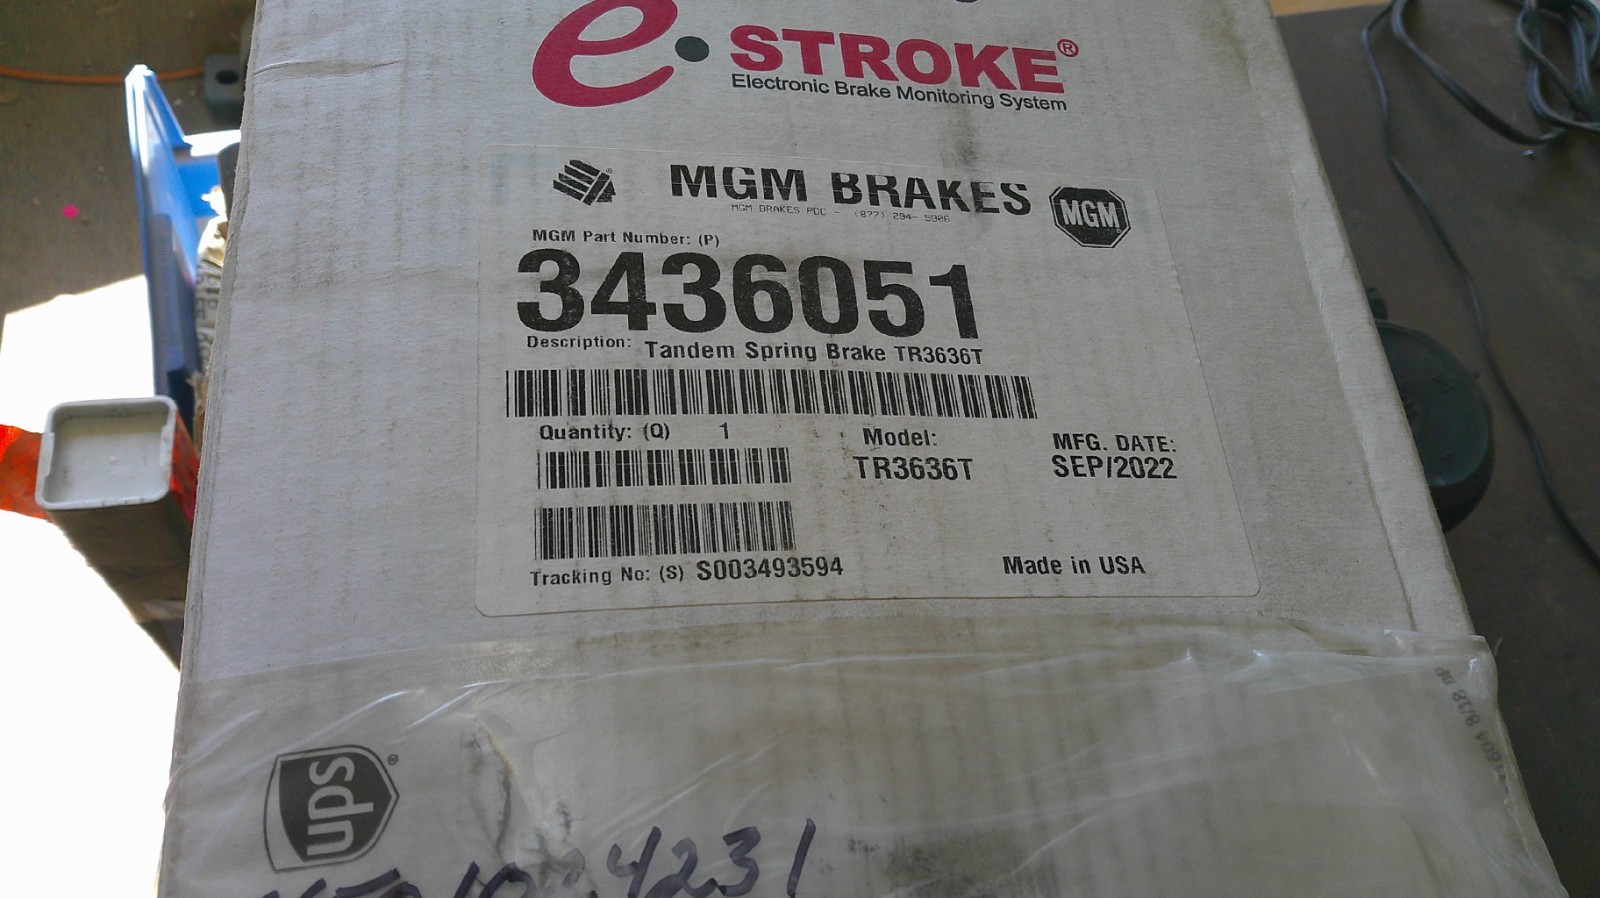 e·STROKE®
Electronic Brake Monitoring System
MGM BRAKES
MGM
MGM BRAKES PDC - (877) 294- 5906
MGM Part Number: (P)
3436051
Description: Tandem Spring Brake TR3636T
Quantity: (Q) 1
Model:
TR3636T
MFG. DATE:
SEP/2022
Tracking No: (S) S003493594
Made in USA
ups
4231